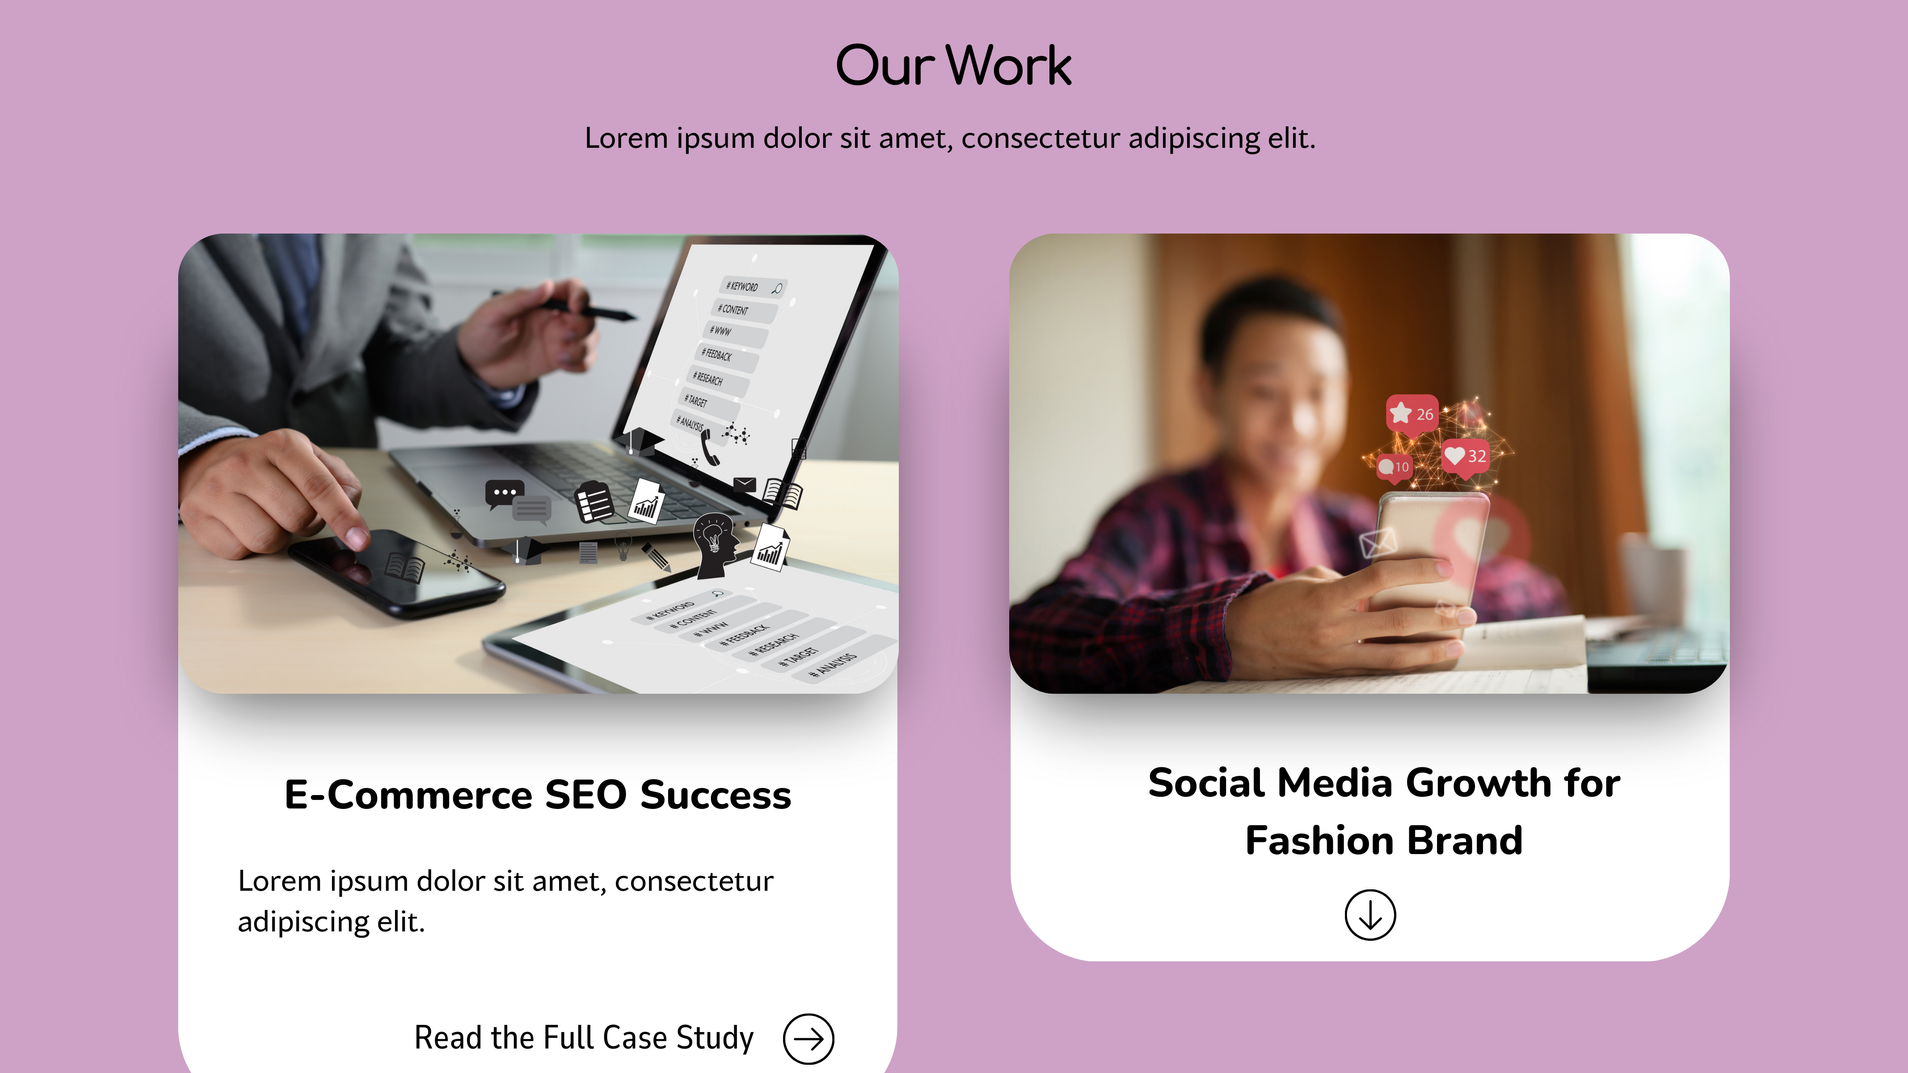 Our Work
Lorem ipsum dolor sit amet, consectetur adipiscing elit.
# KEYWORD
# CONTENT
# WWW
# FEEDBACK
# RESEARCH
# TARGET
# ANALYSIS
# KEYWORD
# CONTENT
# WWW
# FEEDBACK
# RESEARCH
# TARGET
# ANALYSIS
26
32
10
E-Commerce SEO Success
Lorem ipsum dolor sit amet, consectetur
adipiscing elit.
Read the Full Case Study
Social Media Growth for
Fashion Brand